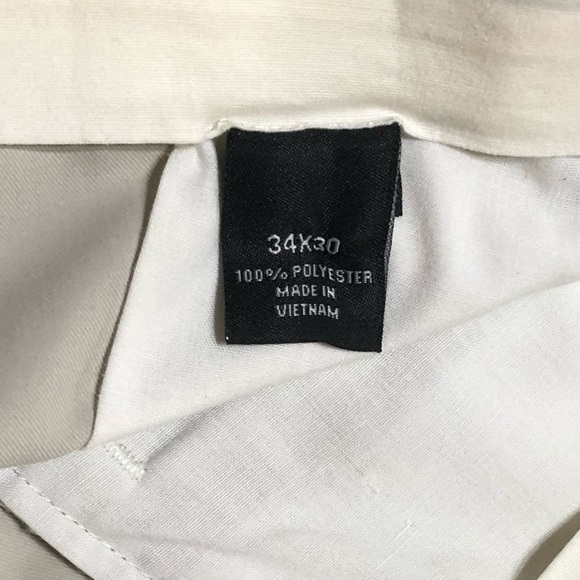 34X30
100% POLYESTER
MADE IN
VIETNAM